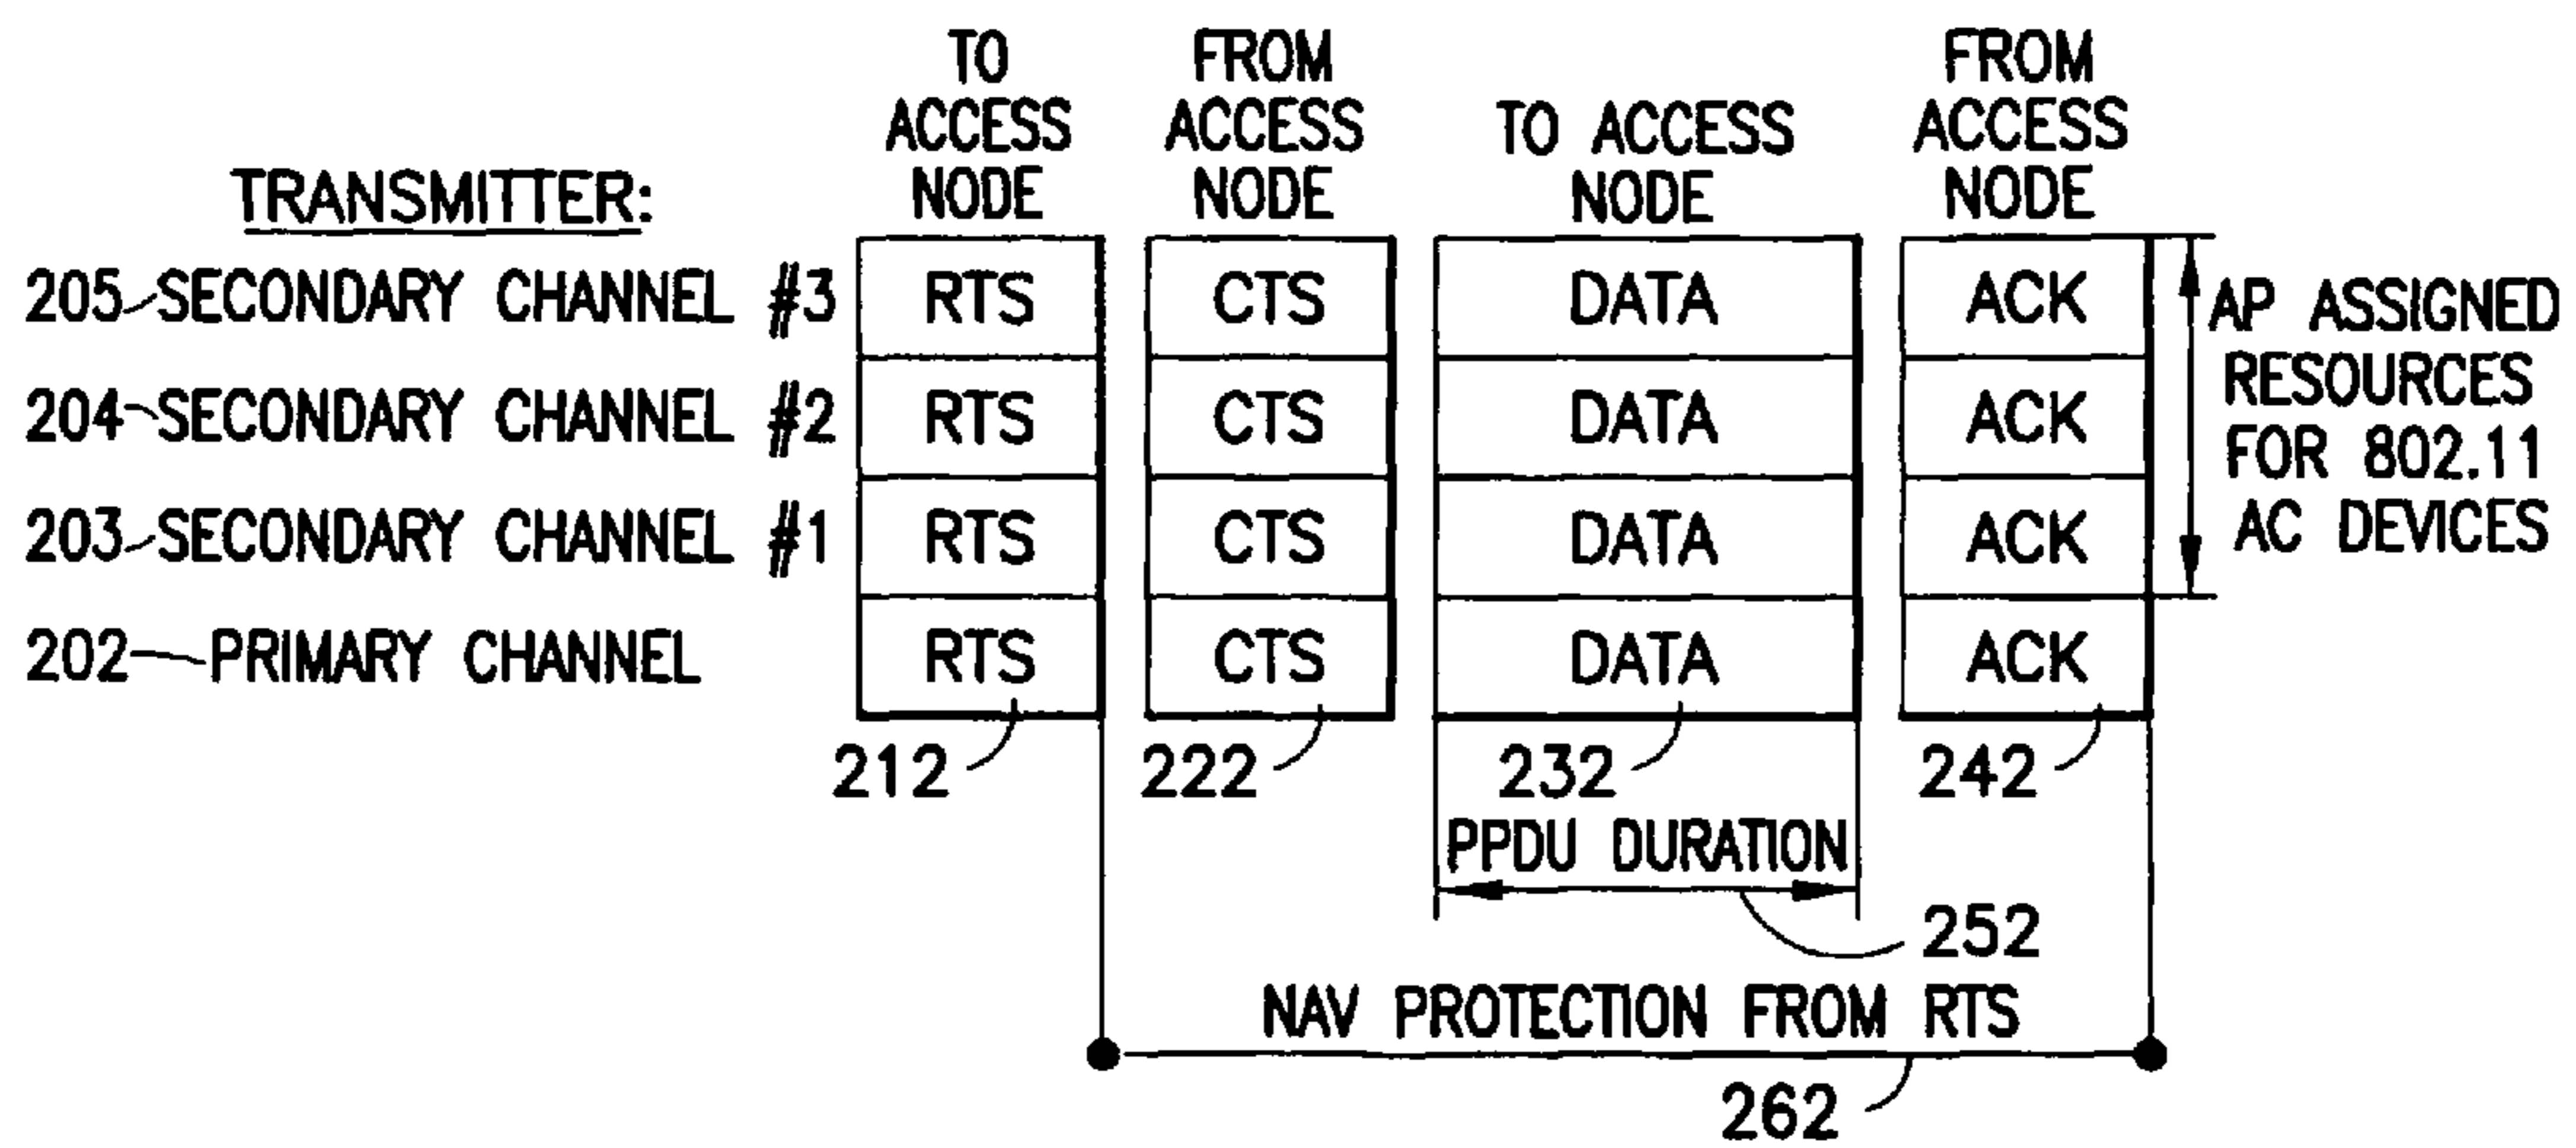 TO
ACCESS
NODE
FROM
ACCESS
NODE
TO ACCESS
NODE
FROM
ACCESS
NODE
TRANSMITTER:
205 SECONDARY CHANNEL #3 RTS CTS DATA ACK
204 SECONDARY CHANNEL #2 RTS CTS DATA ACK
203 SECONDARY CHANNEL #1 RTS CTS DATA ACK
202 PRIMARY CHANNEL RTS CTS DATA ACK
AP ASSIGNED
RESOURCES
FOR 802.11
AC DEVICES
212 222 232 242
PPDU DURATION
252
NAV PROTECTION FROM RTS
262